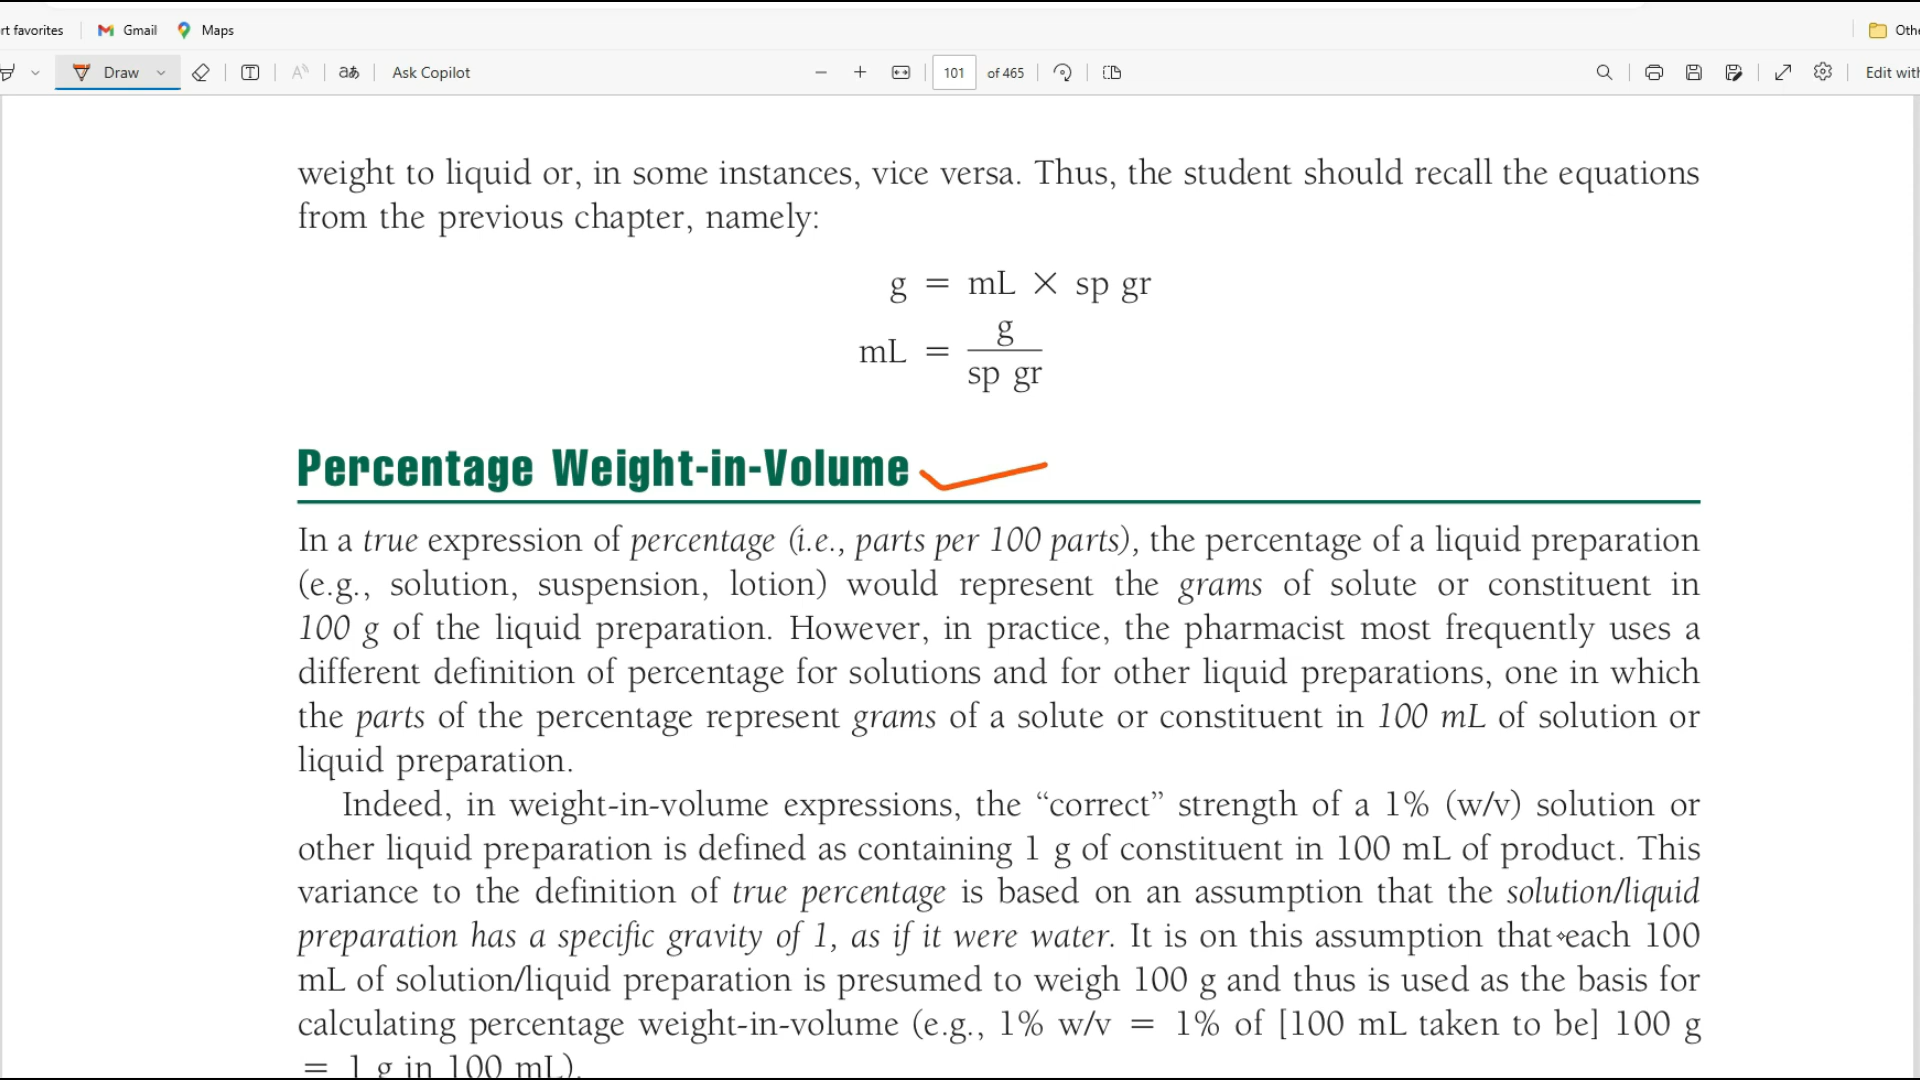 rt favorites
Gmail
Maps
Othe
Draw
Ask Copilot
101
of 465
Edit with
weight to liquid or, in some instances, vice versa. Thus, the student should recall the equations
from the previous chapter, namely:
g = mL × sp gr
mL = g / sp gr
Percentage Weight-in-Volume
In a true expression of percentage (i.e., parts per 100 parts), the percentage of a liquid preparation
(e.g., solution, suspension, lotion) would represent the grams of solute or constituent in
100 g of the liquid preparation. However, in practice, the pharmacist most frequently uses a
different definition of percentage for solutions and for other liquid preparations, one in which
the parts of the percentage represent grams of a solute or constituent in 100 mL of solution or
liquid preparation.
Indeed, in weight-in-volume expressions, the “correct” strength of a 1% (w/v) solution or
other liquid preparation is defined as containing 1 g of constituent in 100 mL of product. This
variance to the definition of true percentage is based on an assumption that the solution/liquid
preparation has a specific gravity of 1, as if it were water. It is on this assumption that each 100
mL of solution/liquid preparation is presumed to weigh 100 g and thus is used as the basis for
calculating percentage weight-in-volume (e.g., 1% w/v = 1% of [100 mL taken to be] 100 g
= 1 g in 100 mL).